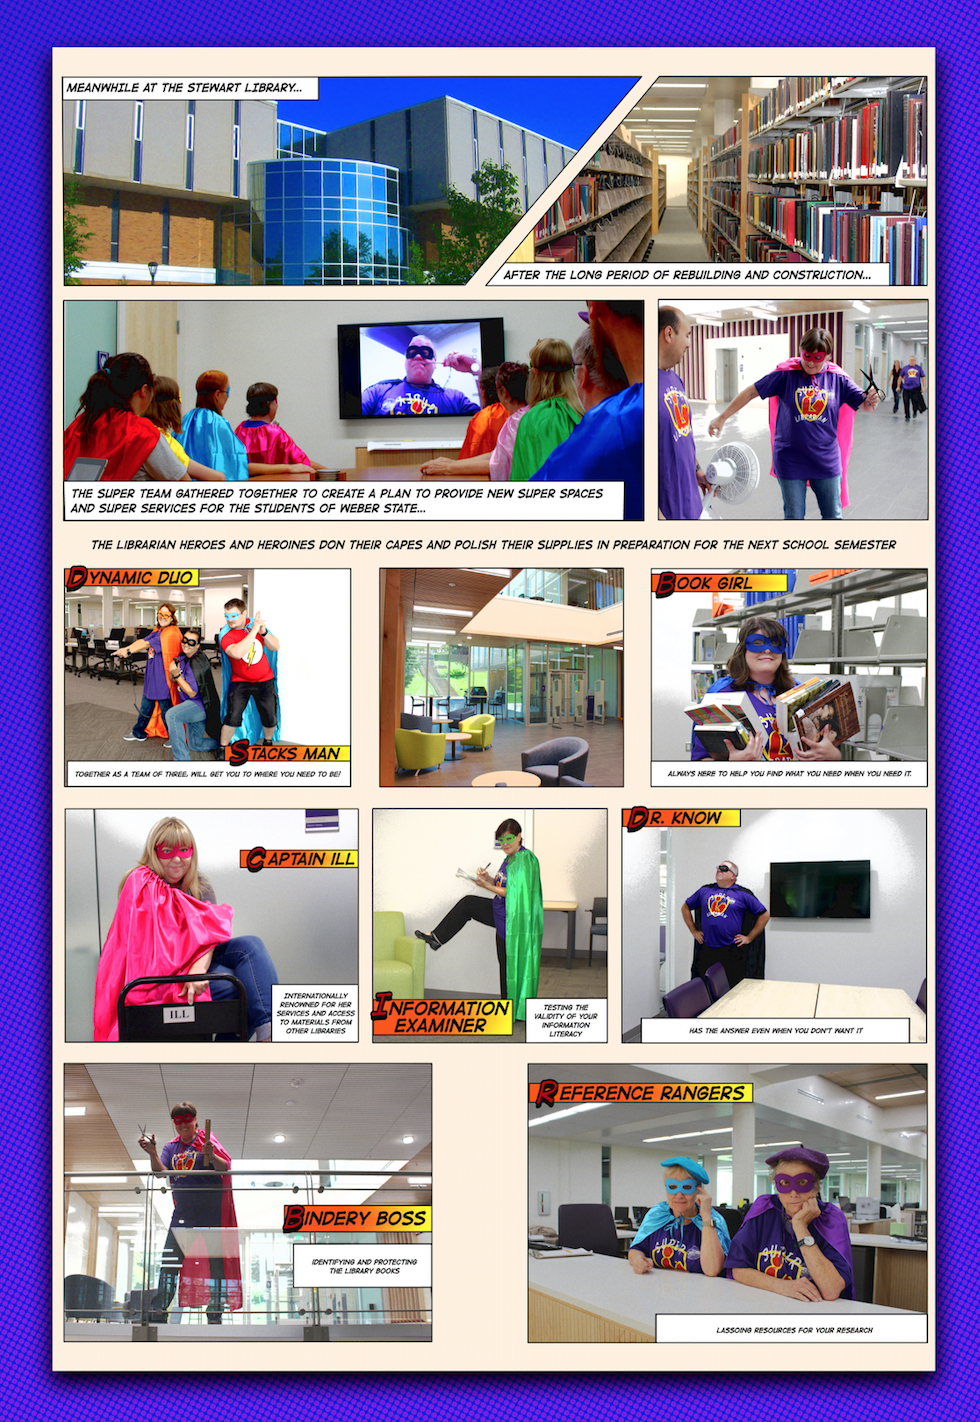 MEANWHILE AT THE STEWART LIBRARY...
AFTER THE LONG PERIOD OF REBUILDING AND CONSTRUCTION...
THE SUPER TEAM GATHERED TOGETHER TO CREATE A PLAN TO PROVIDE NEW SUPER SPACES
AND SUPER SERVICES FOR THE STUDENTS OF WEBER STATE...
THE LIBRARIAN HEROES AND HEROINES DON THEIR CAPES AND POLISH THEIR SUPPLIES IN PREPARATION FOR THE NEXT SCHOOL SEMESTER
DYNAMIC DUO
STACKS MAN
TOGETHER AS A TEAM OF THREE, WILL GET YOU TO WHERE YOU NEED TO BE!
BOOK GIRL
ALWAYS HERE TO HELP YOU FIND WHAT YOU NEED WHEN YOU NEED IT.
CAPTAIN ILL
ILL
INTERNATIONALLY
RENOWNED FOR HER
SERVICES AND ACCESS
TO MATERIALS FROM
OTHER LIBRARIES
INFORMATION
EXAMINER
TESTING THE
VALIDITY OF YOUR
INFORMATION
LITERACY
DR. KNOW
HAS THE ANSWER EVEN WHEN YOU DON'T WANT IT
BINDERY BOSS
IDENTIFYING AND PROTECTING
THE LIBRARY BOOKS
REFERENCE RANGERS
SUPER
SUPER
LASSOING RESOURCES FOR YOUR RESEARCH